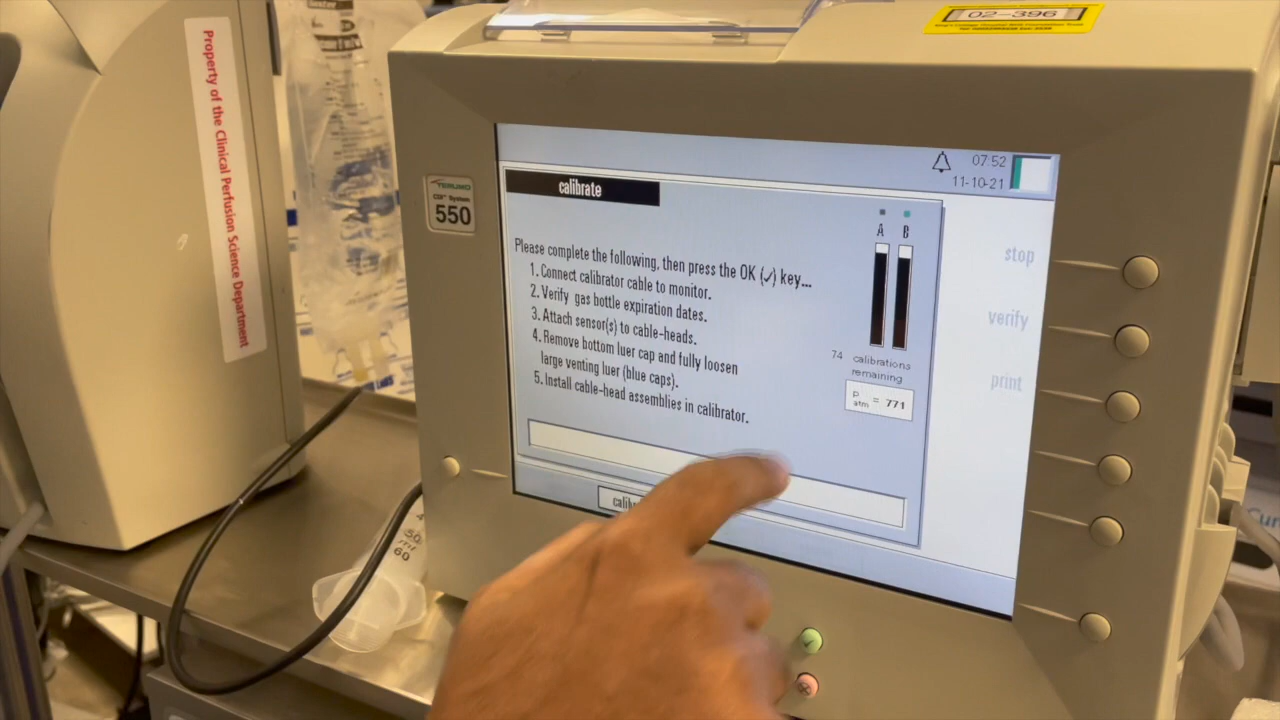 02-396
Property of the Clinical Perfusion Science Department
TERUMO
CDI™ System
550
07:52
11-10-21
calibrate
A B
Please complete the following, then press the OK (✓) key...
1. Connect calibrator cable to monitor.
2. Verify gas bottle expiration dates.
3. Attach sensor(s) to cable-heads.
4. Remove bottom luer cap and fully loosen
large venting luer (blue caps).
5. Install cable-head assemblies in calibrator.
74 calibrations
remaining
p atm = 771
stop
verify
print
50
60